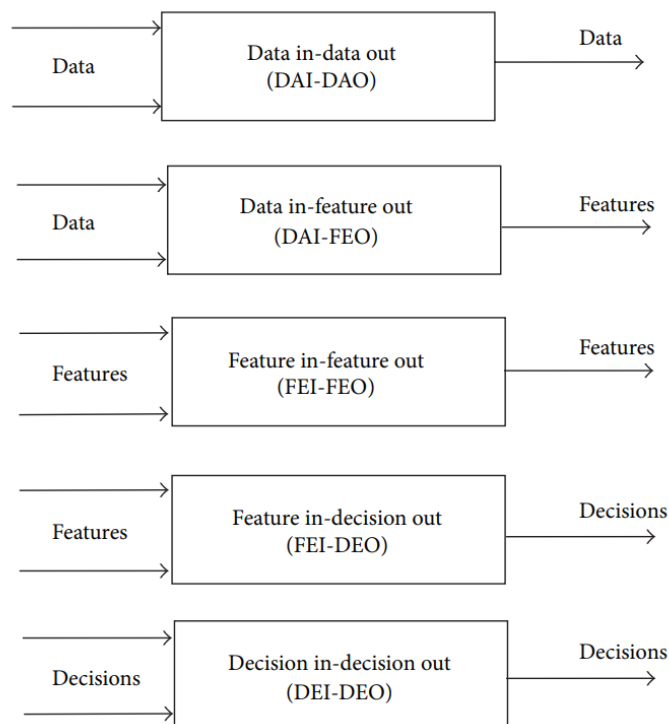 Data
Data in-data out
(DAI-DAO)
Data
Data
Data in-feature out
(DAI-FEO)
Features
Features
Feature in-feature out
(FEI-FEO)
Features
Features
Feature in-decision out
(FEI-DEO)
Decisions
Decisions
Decision in-decision out
(DEI-DEO)
Decisions